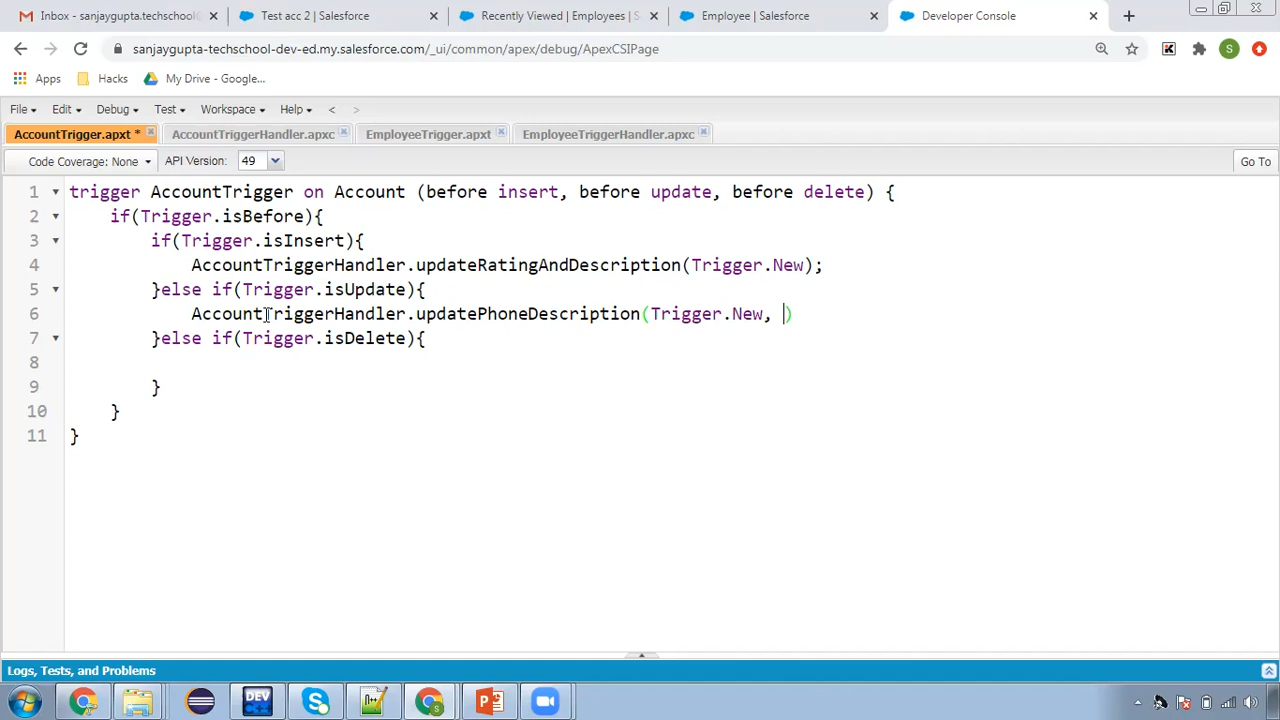 Inbox - sanjaygupta.techschool@
Test acc 2 | Salesforce
Recently Viewed | Employees | S
Employee | Salesforce
Developer Console
sanjaygupta-techschool-dev-ed.my.salesforce.com/_ui/common/apex/debug/ApexCSIPage
S
Apps
Hacks
My Drive - Google...
File
Edit
Debug
Test
Workspace
Help
<
>
AccountTrigger.apxt *
AccountTriggerHandler.apxc
EmployeeTrigger.apxt
EmployeeTriggerHandler.apxc
Code Coverage: None
API Version: 49
Go To
1 trigger AccountTrigger on Account (before insert, before update, before delete) {
2 if(Trigger.isBefore){
3 if(Trigger.isInsert){
4 AccountTriggerHandler.updateRatingAndDescription(Trigger.New);
5 }else if(Trigger.isUpdate){
6 AccountTriggerHandler.updatePhoneDescription(Trigger.New, )
7 }else if(Trigger.isDelete){
8
9 }
10 }
11 }
Logs, Tests, and Problems
DEV
C++